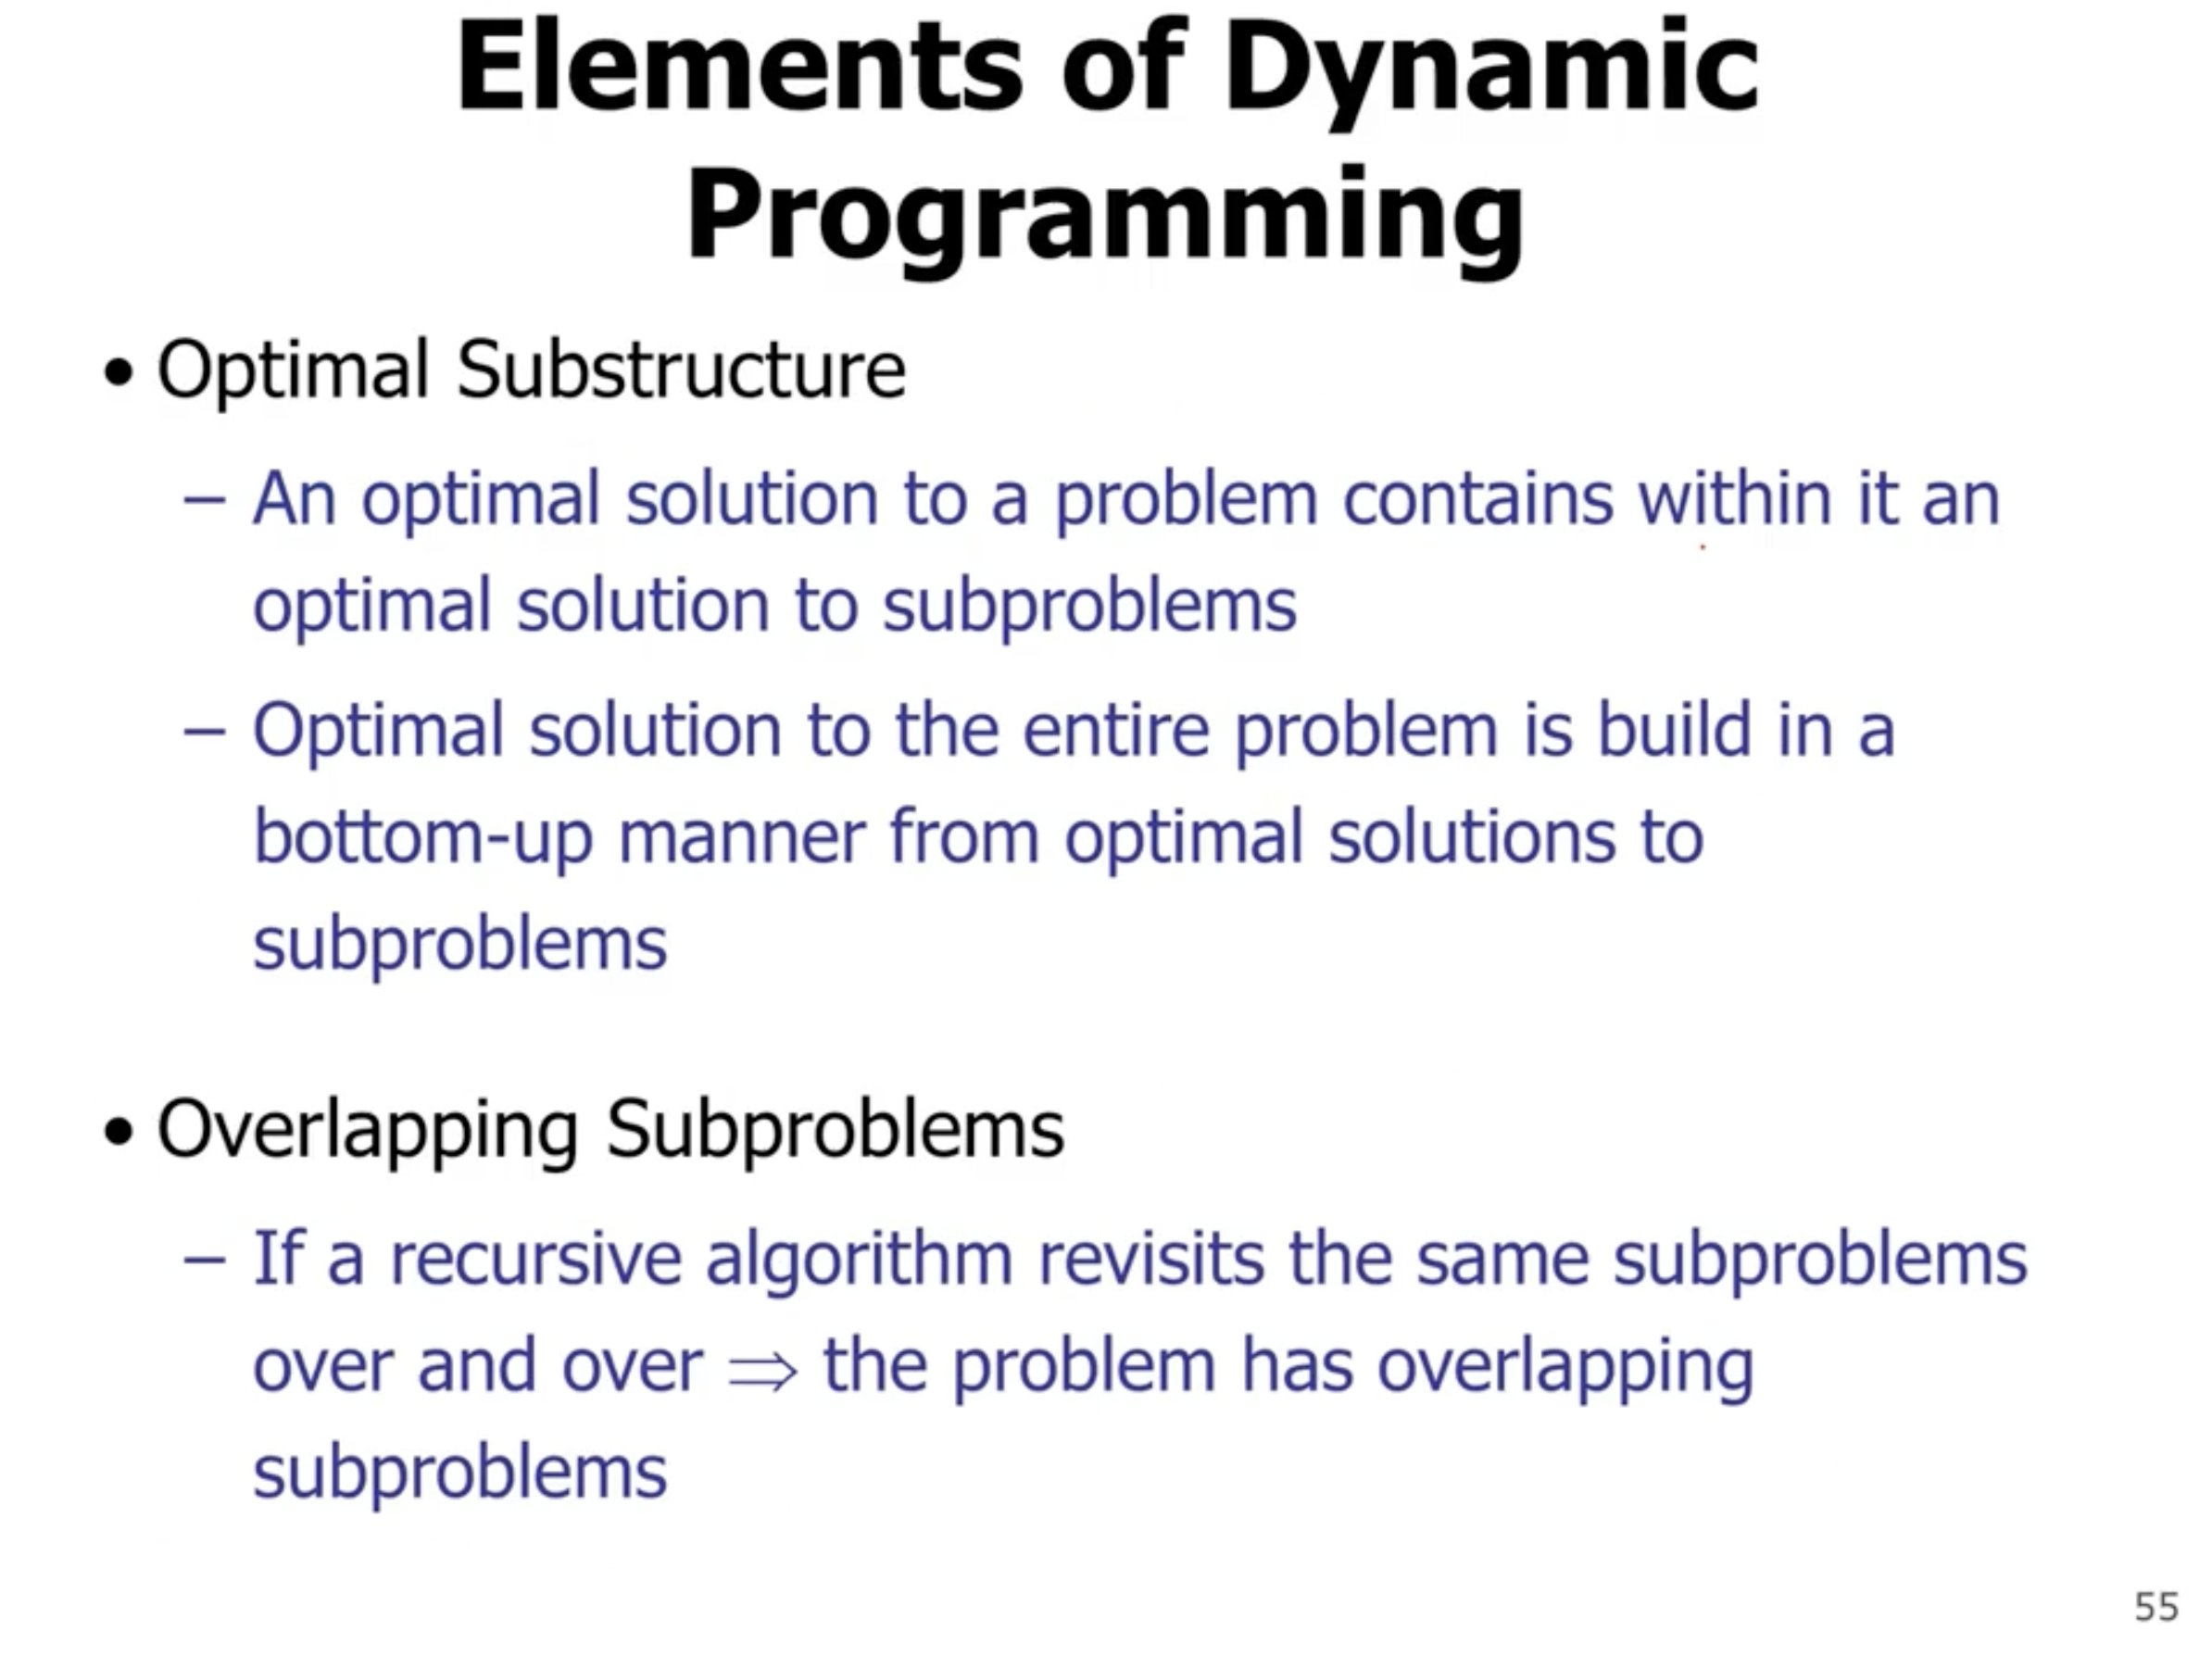 Elements of Dynamic
Programming
• Optimal Substructure
– An optimal solution to a problem contains within it an
optimal solution to subproblems
– Optimal solution to the entire problem is build in a
bottom-up manner from optimal solutions to
subproblems
• Overlapping Subproblems
– If a recursive algorithm revisits the same subproblems
over and over ⇒ the problem has overlapping
subproblems
55